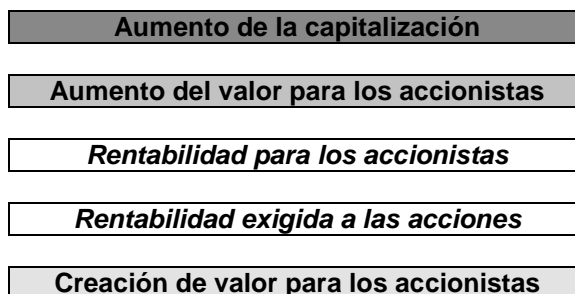 Aumento de la capitalización
Aumento del valor para los accionistas
Rentabilidad para los accionistas
Rentabilidad exigida a las acciones
Creación de valor para los accionistas